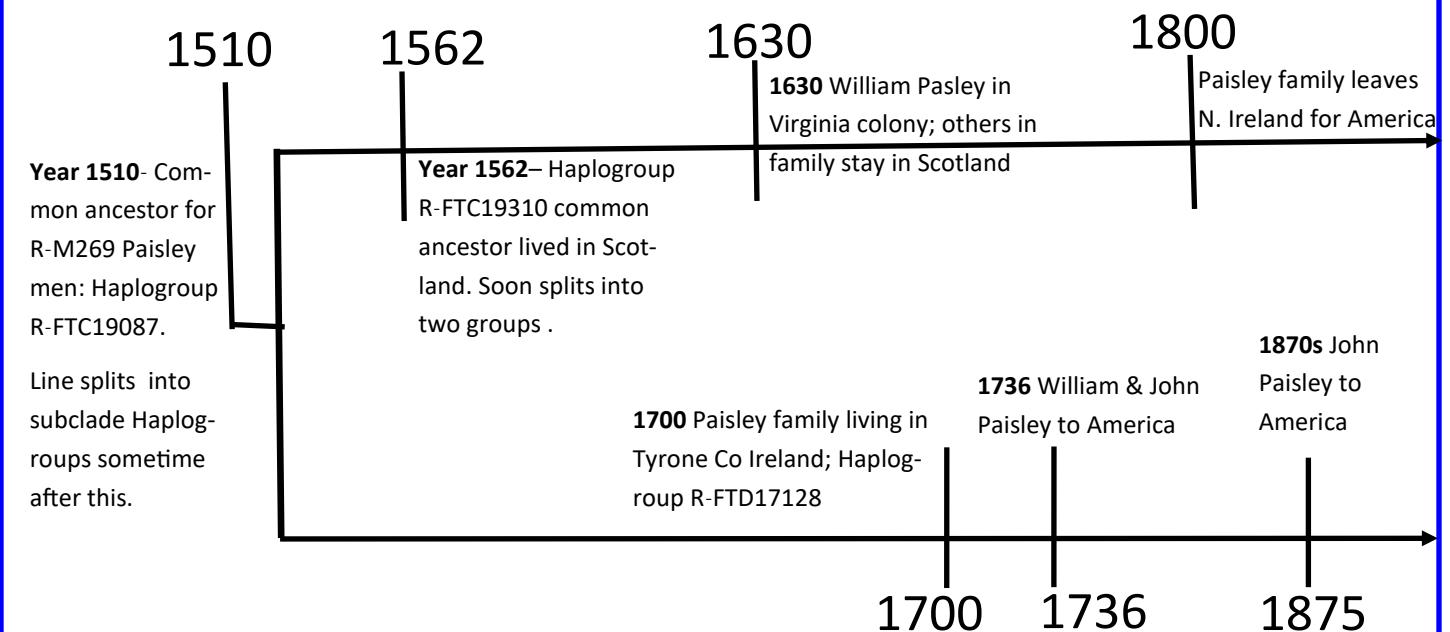 1510
1562
1630
1800
1630 William Pasley in
Virginia colony; others in
family stay in Scotland
Paisley family leaves
N. Ireland for America
Year 1510- Com-
mon ancestor for
R-M269 Paisley
men: Haplogroup
R-FTC19087.
Line splits into
subclade Haplog-
roups sometime
after this.
Year 1562– Haplogroup
R-FTC19310 common
ancestor lived in Scot-
land. Soon splits into
two groups .
1700 Paisley family living in
Tyrone Co Ireland; Haplog-
roup R-FTD17128
1736 William & John
Paisley to America
1870s John
Paisley to
America
1700
1736
1875